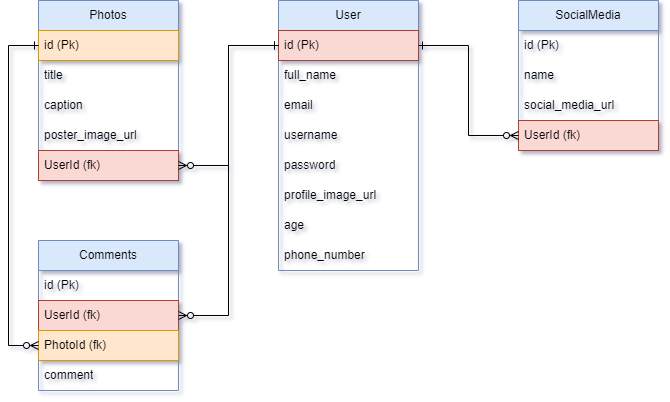 Photos
id (Pk)
title
caption
poster_image_url
UserId (fk)
User
id (Pk)
full_name
email
username
password
profile_image_url
age
phone_number
SocialMedia
id (Pk)
name
social_media_url
UserId (fk)
Comments
id (Pk)
UserId (fk)
PhotoId (fk)
comment